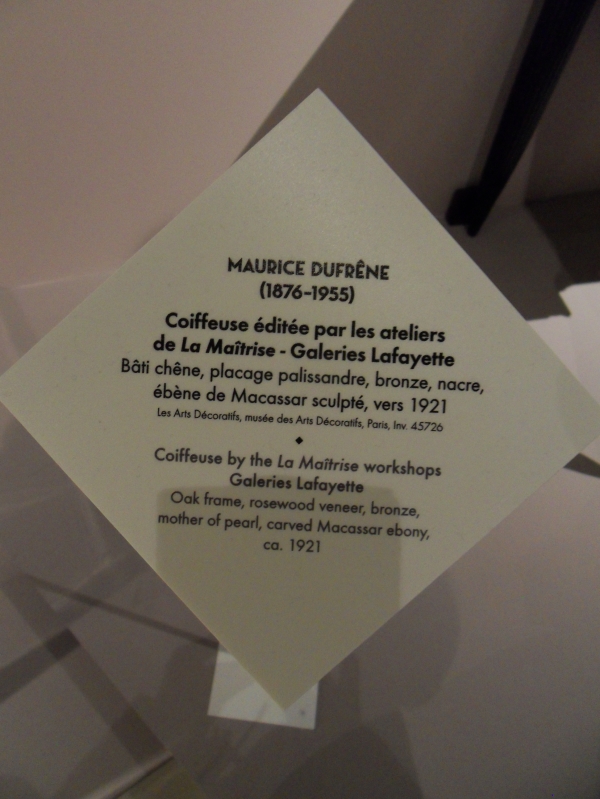 MAURICE DUFRÊNE
(1876-1955)
Coiffeuse éditée par les ateliers
de La Maîtrise - Galeries Lafayette
Bâti chêne, placage palissandre, bronze, nacre,
ébène de Macassar sculpté, vers 1921
Les Arts Décoratifs, musée des Arts Décoratifs, Paris, Inv. 45726
Coiffeuse by the La Maîtrise workshops
Galeries Lafayette
Oak frame, rosewood veneer, bronze,
mother of pearl, carved Macassar ebony,
ca. 1921